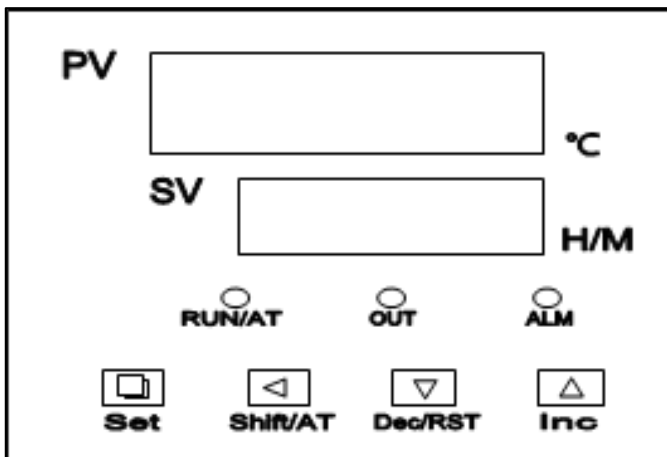 PV
°C
SV
H/M
RUN/AT OUT ALM
Set Shift/AT Dec/RST Inc